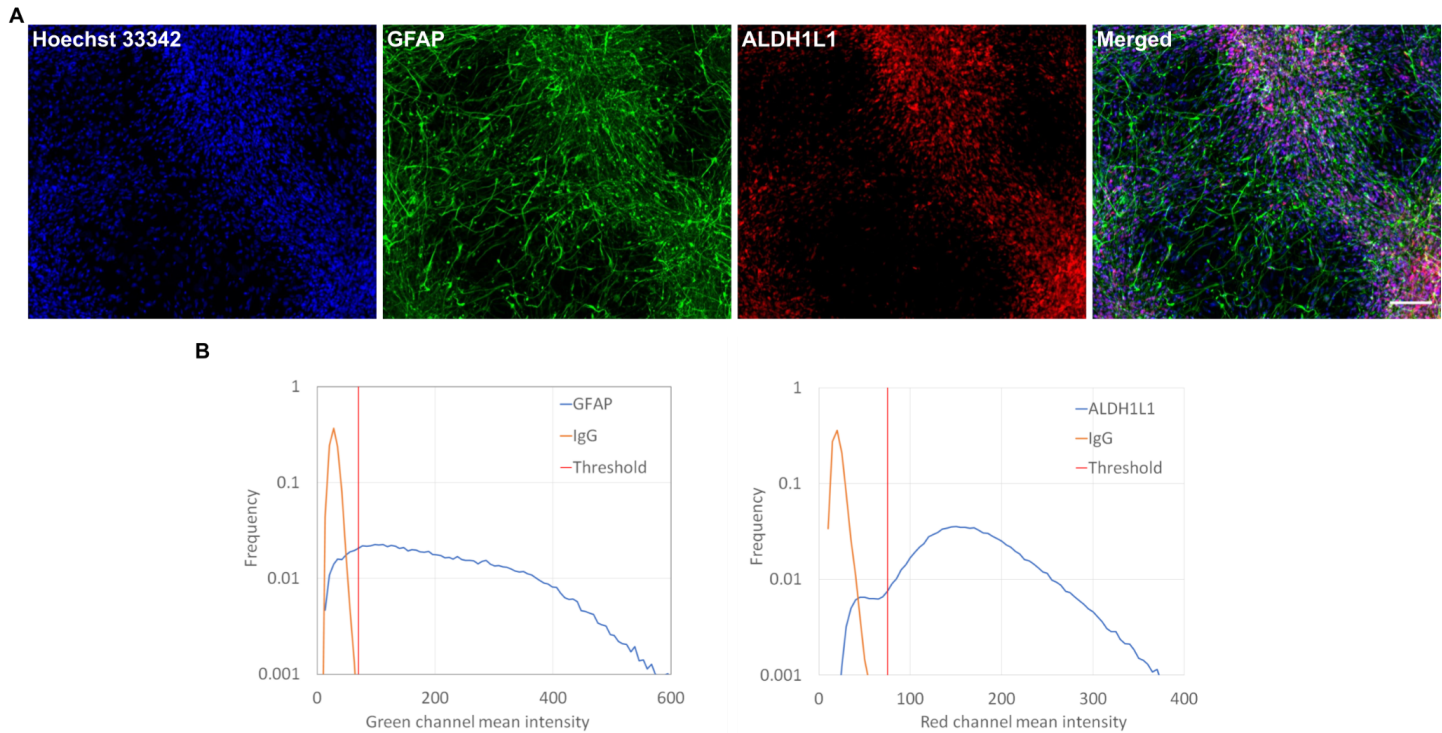 A
Hoechst 33342
GFAP
ALDH1L1
Merged
B
1
0.1
0.01
0.001
Frequency
0
200
400
600
Green channel mean intensity
GFAP
IgG
Threshold
1
0.1
0.01
0.001
Frequency
0
100
200
300
400
Red channel mean intensity
ALDH1L1
IgG
Threshold